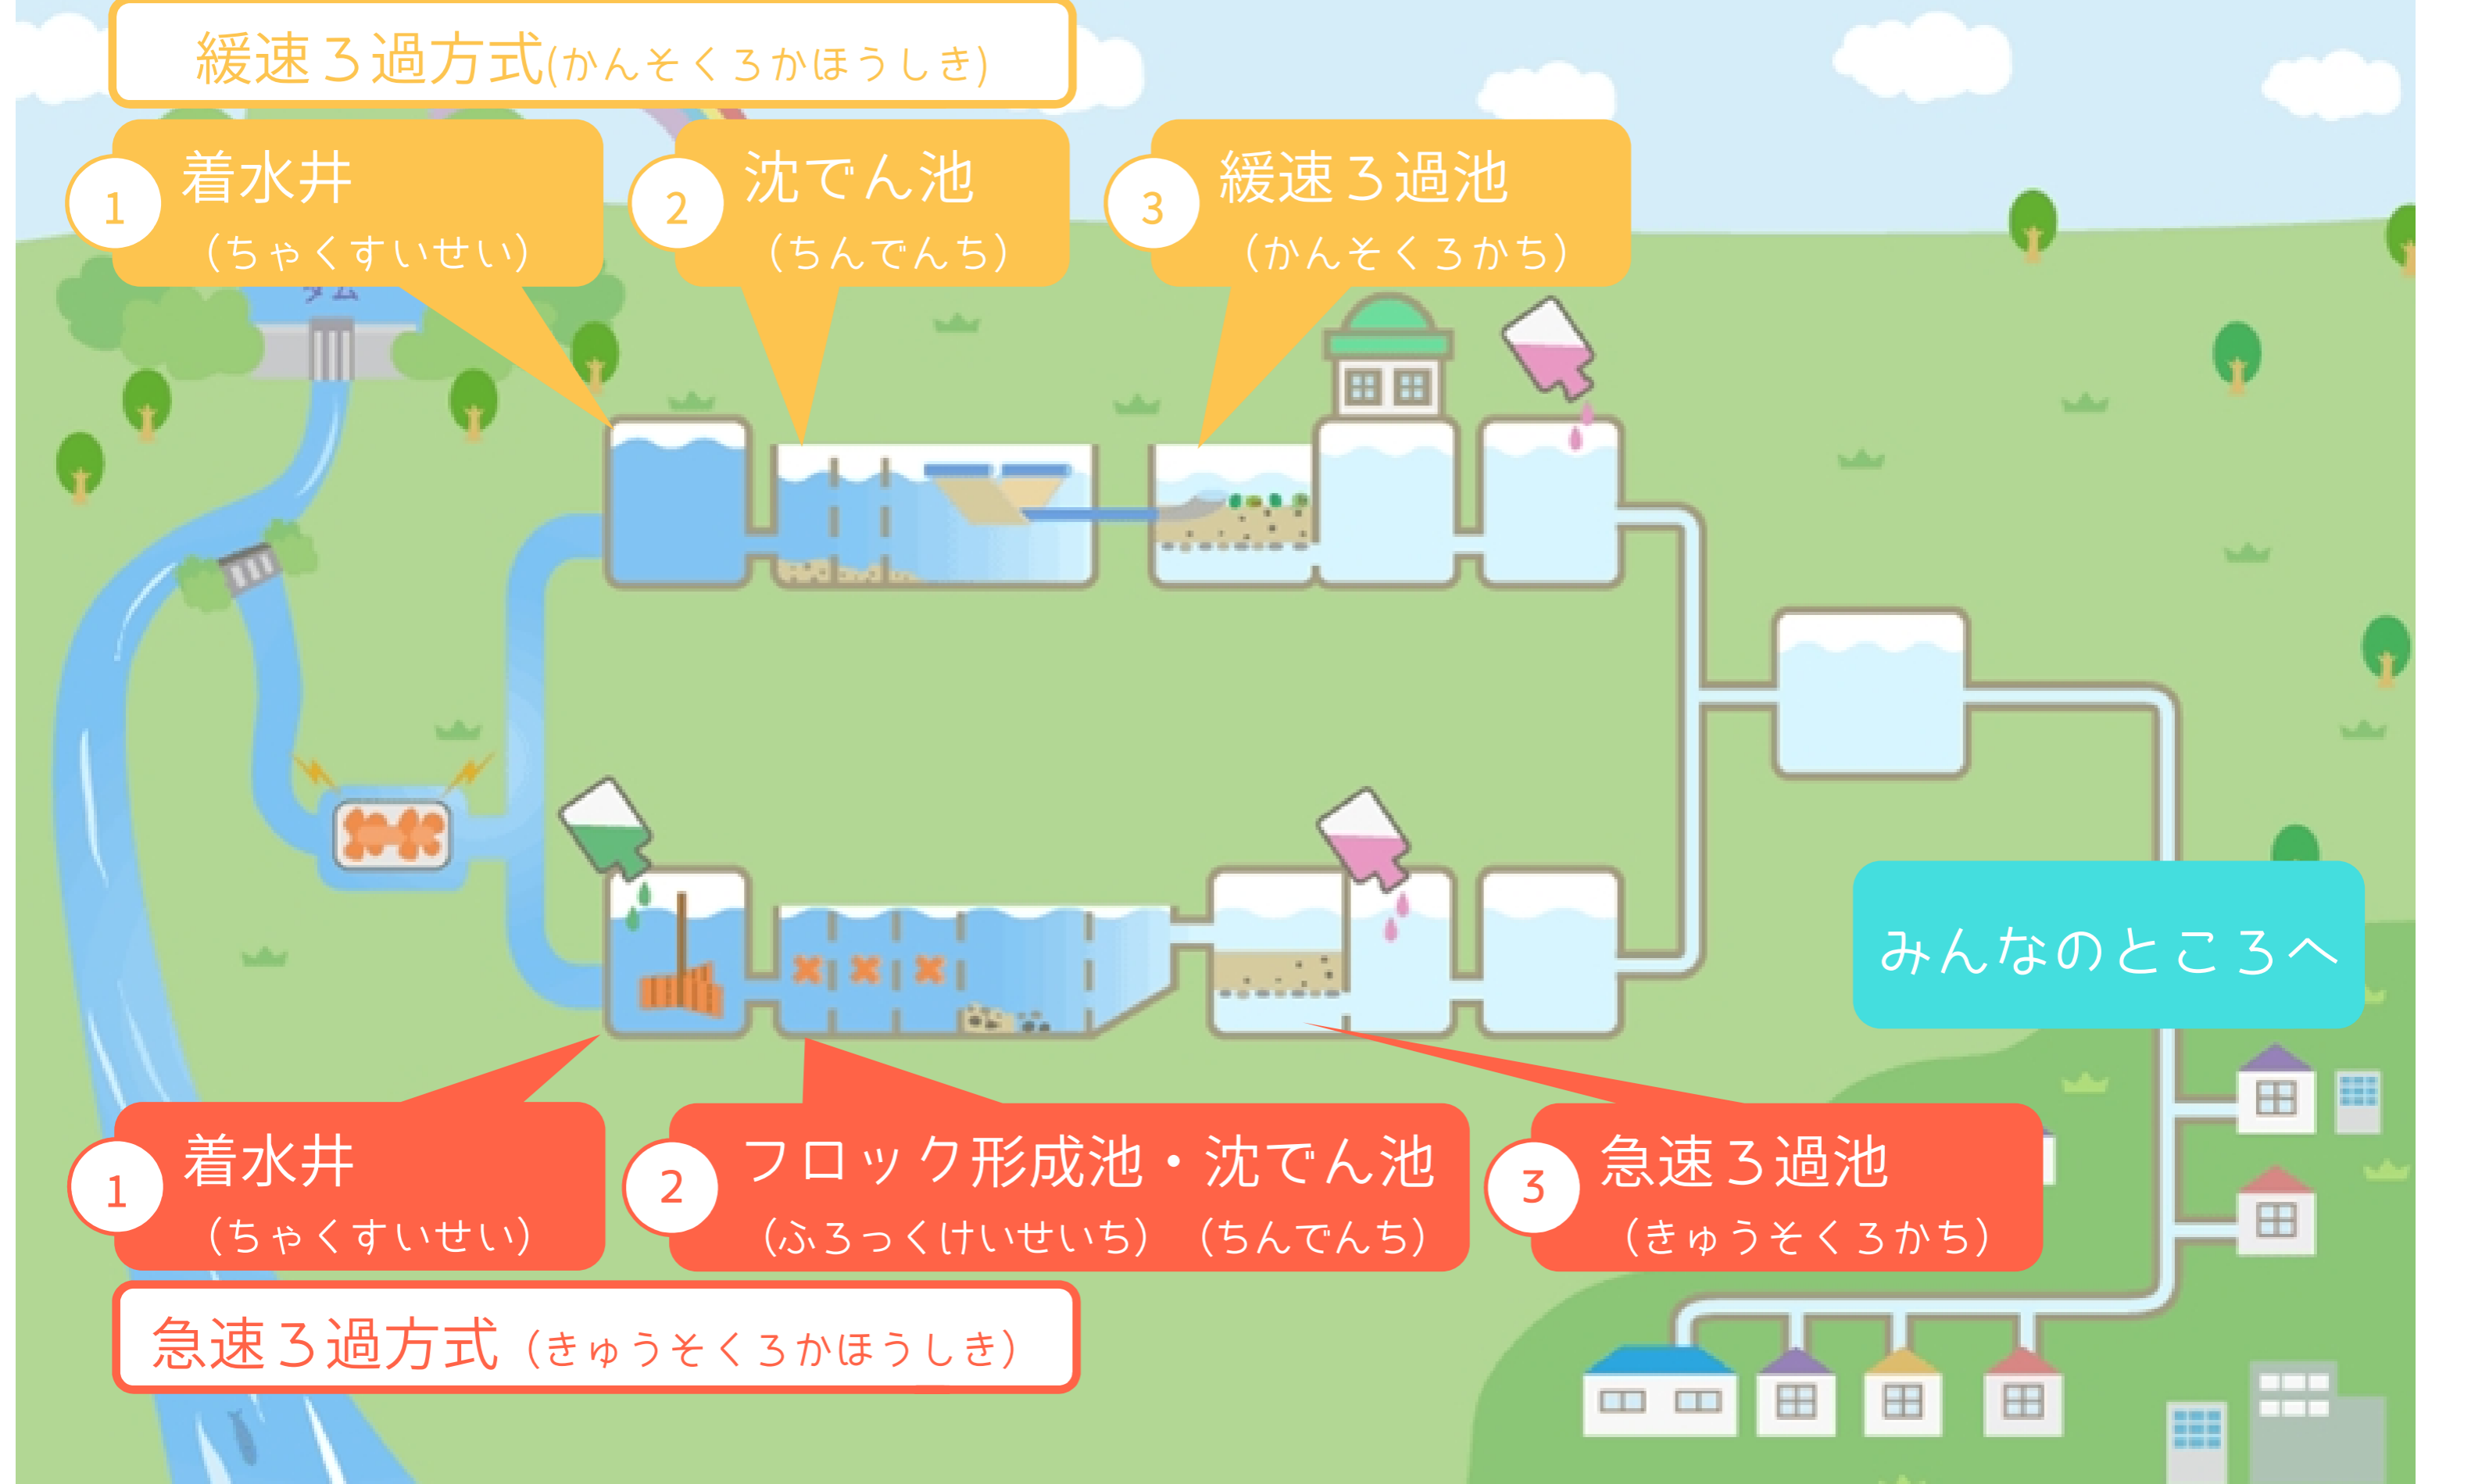 緩速ろ過方式(かんそくろかほうしき)
1
着水井
(ちゃくすいせい)
2
沈でん池
(ちんでんち)
3
緩速ろ過池
(かんそくろかち)
ダム
みんなのところへ
1
着水井
(ちゃくすいせい)
2
フロック形成池・沈でん池
(ふろっくけいせいち) (ちんでんち)
3
急速ろ過池
(きゅうそくろかち)
急速ろ過方式(きゅうそくろかほうしき)